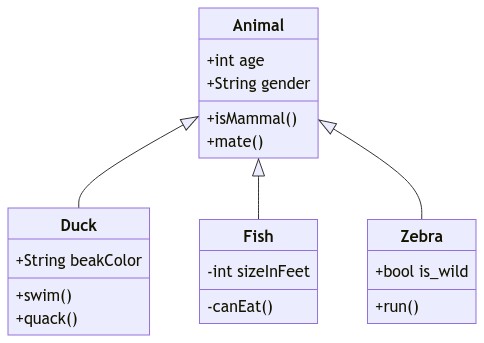 Animal
+int age
+String gender
+isMammal()
+mate()
Duck
+String beakColor
+swim()
+quack()
Fish
-int sizeInFeet
-canEat()
Zebra
+bool is_wild
+run()